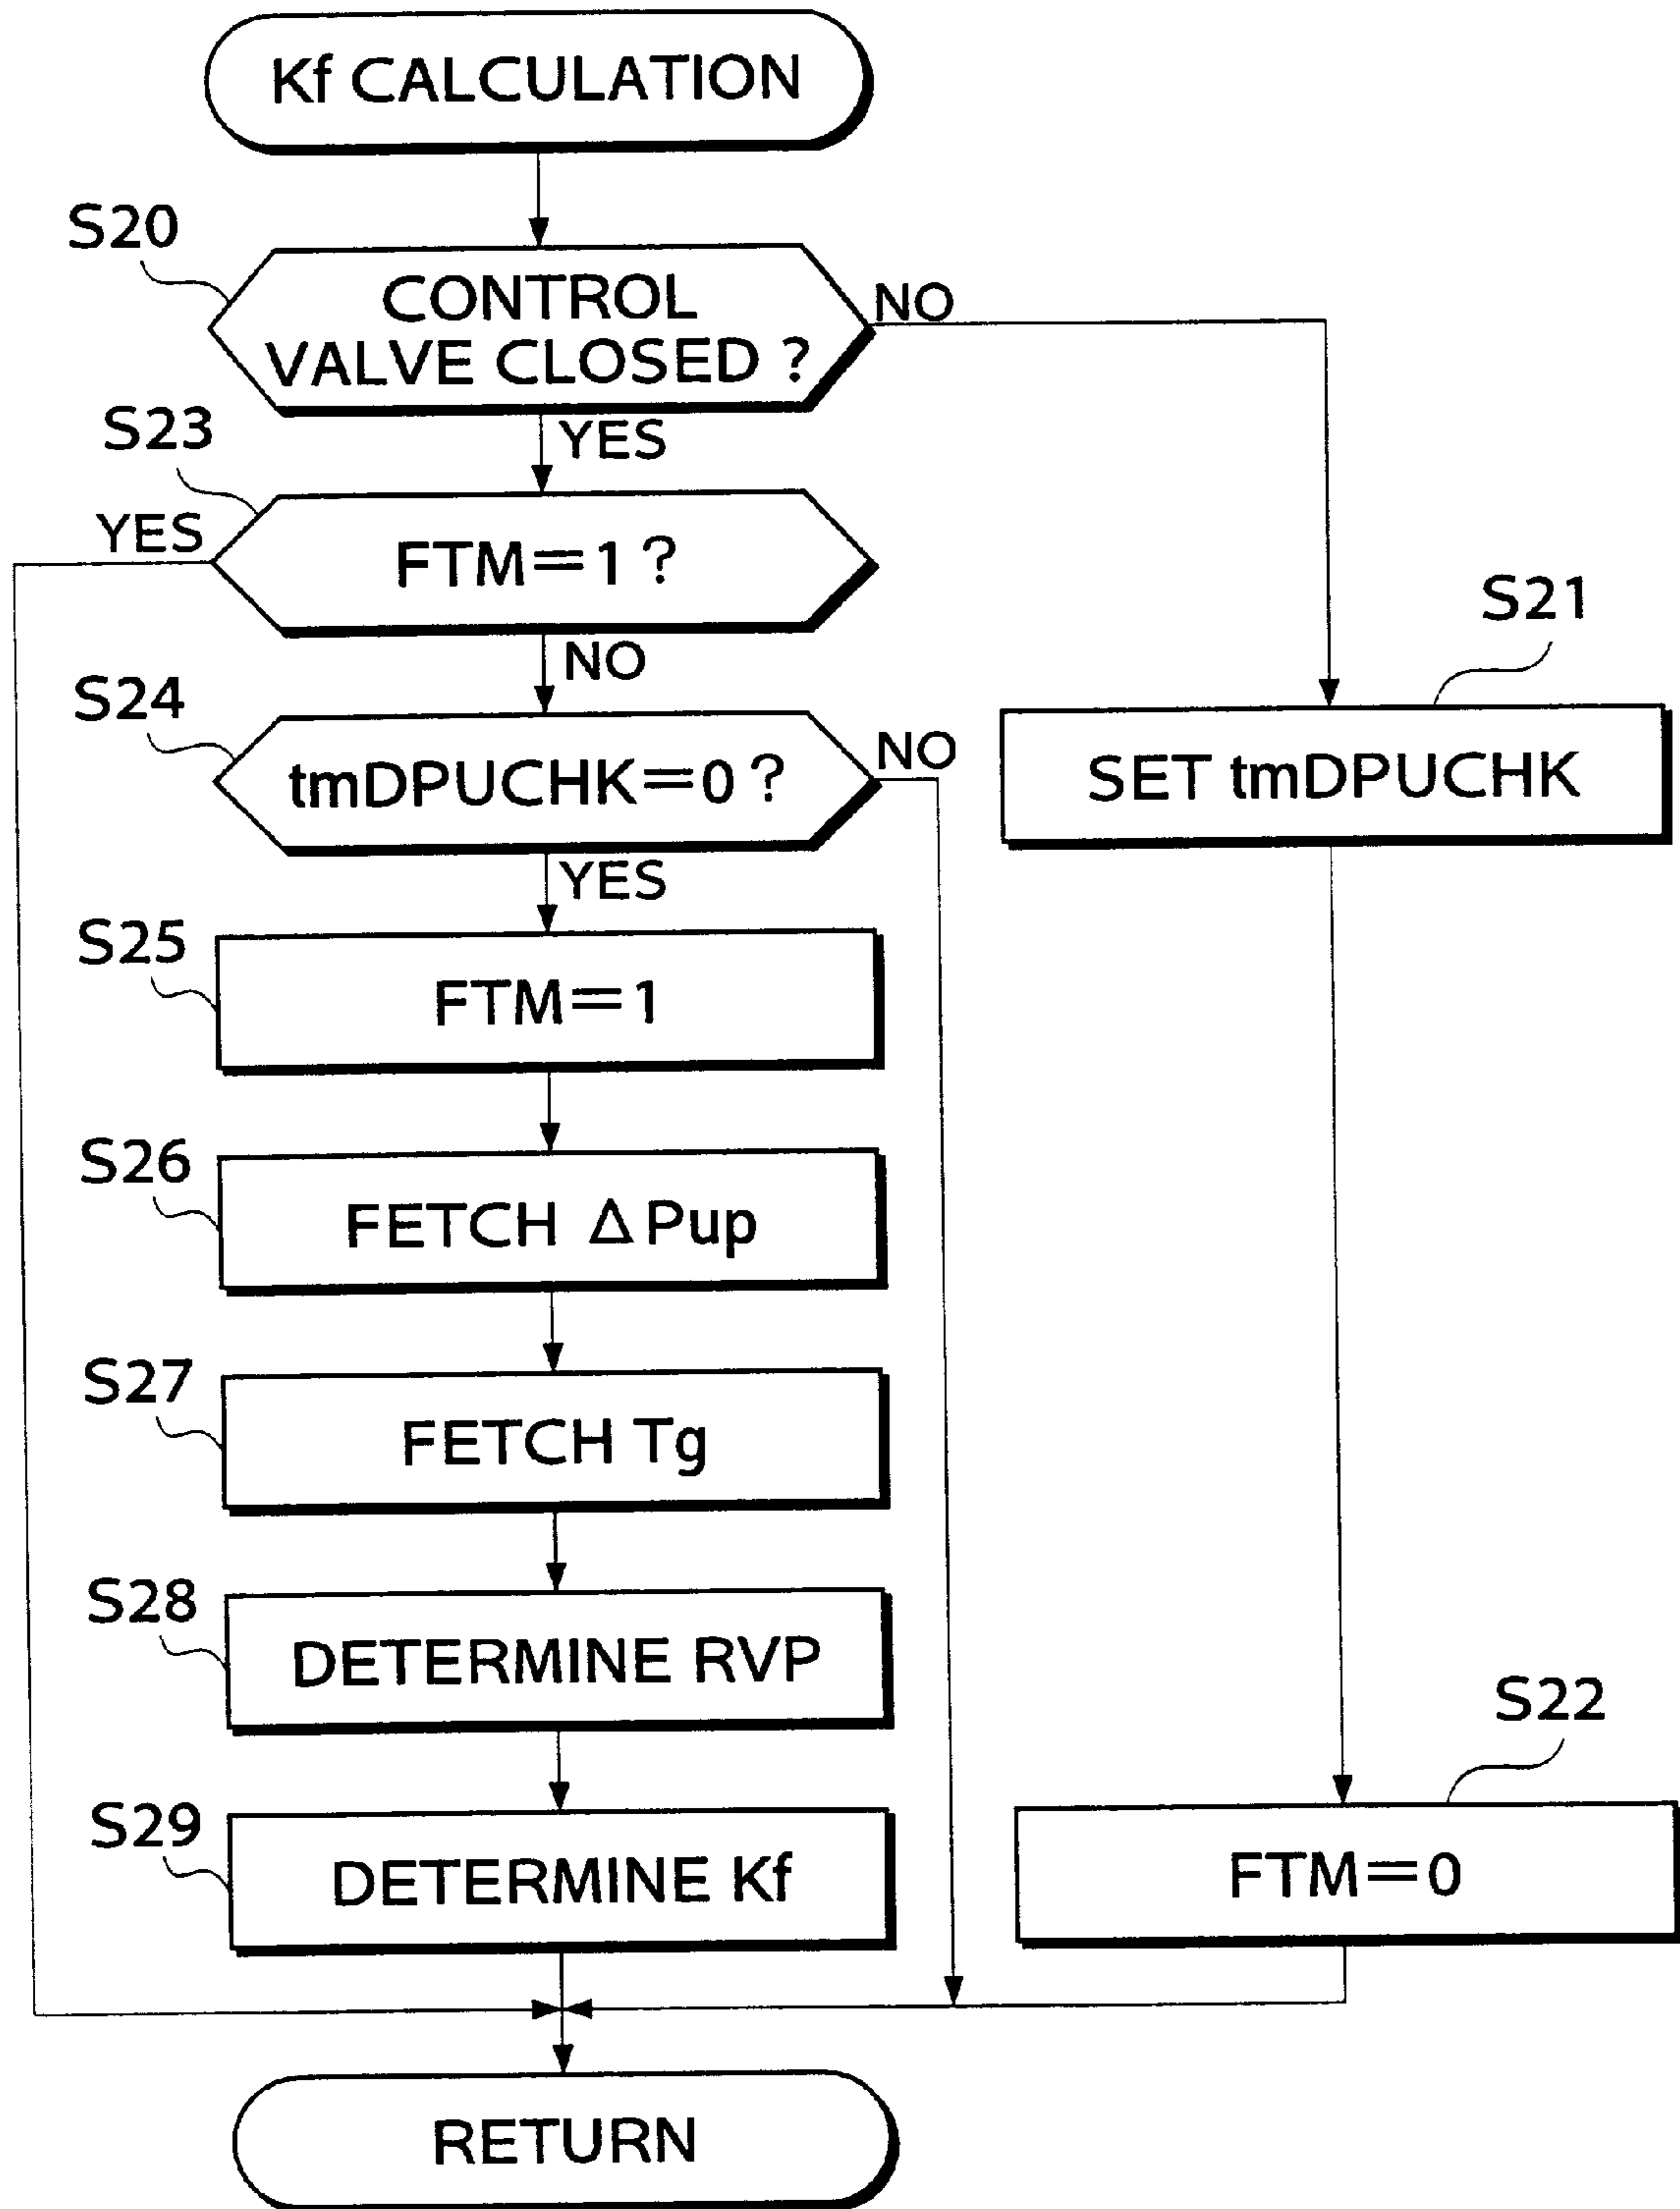 Kf CALCULATION
S20
CONTROL
VALVE CLOSED ?
NO
YES
S23
YES
FTM=1 ?
NO
S24
tmDPUCHK=0 ?
NO
YES
S21
SET tmDPUCHK
S25
FTM=1
S26
FETCH Δ Pup
S27
FETCH Tg
S28
DETERMINE RVP
S29
DETERMINE Kf
S22
FTM=0
RETURN